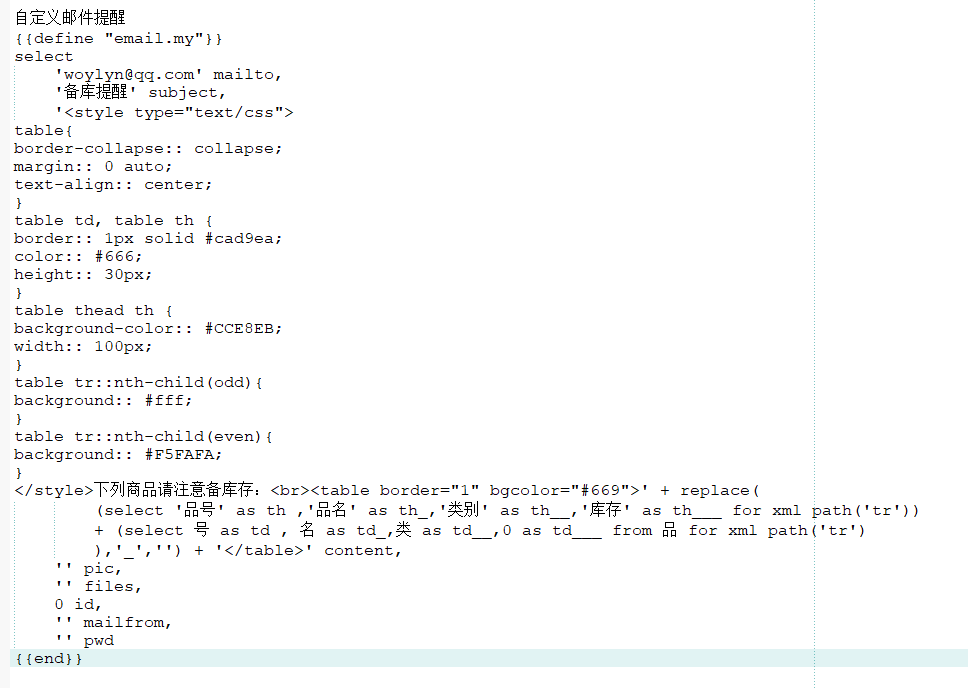 自定义邮件提醒
{{define "email.my"}}
select
    'woylyn@qq.com' mailto,
    '备库提醒' subject,
    '<style type="text/css">
table{
border-collapse:: collapse;
margin:: 0 auto;
text-align:: center;
}
table td, table th {
border:: 1px solid #cad9ea;
color:: #666;
height:: 30px;
}
table thead th {
background-color:: #CCE8EB;
width:: 100px;
}
table tr::nth-child(odd){
background:: #fff;
}
table tr::nth-child(even){
background:: #F5FAFA;
}
</style>下列商品请注意备库存：<br><table border="1" bgcolor="#669">' + replace(
        (select '品号' as th ,'品名' as th_,'类别' as th__,'库存' as th___ for xml path('tr'))
        + (select 号 as td , 名 as td_,类 as td__,0 as td___ from 品 for xml path('tr')
        ),'_','') + '</table>' content,
    '' pic,
    '' files,
    0 id,
    '' mailfrom,
    '' pwd
{{end}}